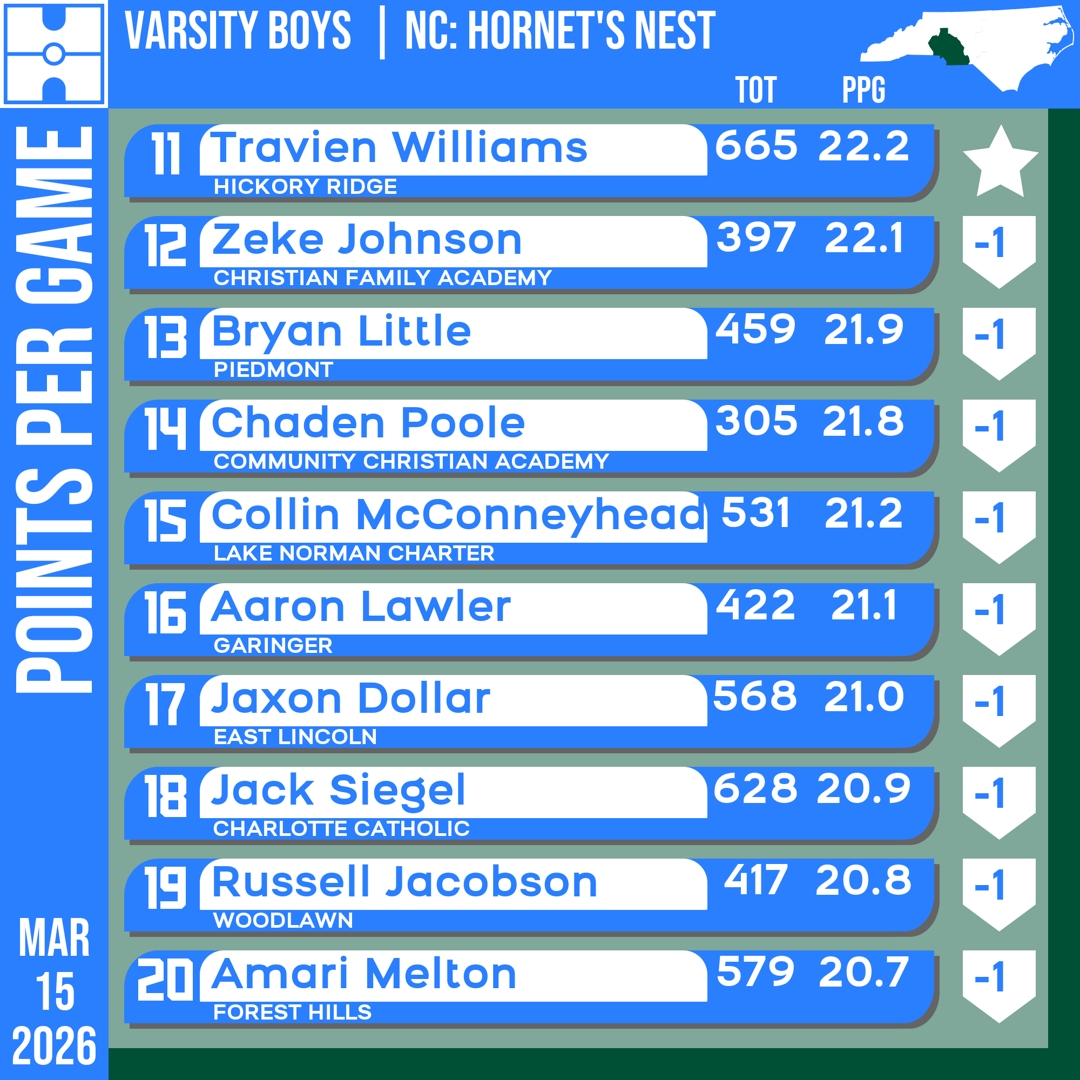 VARSITY BOYS | NC: HORNET'S NEST
TOT PPG
POINTS PER GAME
11 Travien Williams 665 22.2
HICKORY RIDGE
12 Zeke Johnson 397 22.1 -1
CHRISTIAN FAMILY ACADEMY
13 Bryan Little 459 21.9 -1
PIEDMONT
14 Chaden Poole 305 21.8 -1
COMMUNITY CHRISTIAN ACADEMY
15 Collin McConneyhead 531 21.2 -1
LAKE NORMAN CHARTER
16 Aaron Lawler 422 21.1 -1
GARINGER
17 Jaxon Dollar 568 21.0 -1
EAST LINCOLN
18 Jack Siegel 628 20.9 -1
CHARLOTTE CATHOLIC
19 Russell Jacobson 417 20.8 -1
WOODLAWN
20 Amari Melton 579 20.7 -1
FOREST HILLS
MAR
15
2026